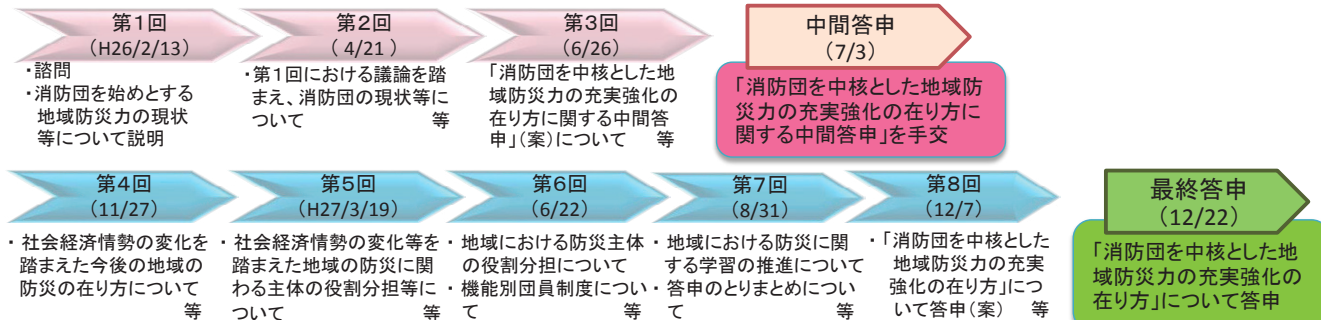 第1回
(H26/2/13)
・諮問
・消防団を始めとする
地域防災力の現状
等について説明
第2回
( 4/21)
・第1回における議論を踏
まえ、消防団の現状等に
ついて 等
第3回
(6/26)
「消防団を中核とした地
域防災力の充実強化の
在り方に関する中間答
申」(案)について 等
中間答申
(7/3)
「消防団を中核とした地域防
災力の充実強化の在り方に
関する中間答申」を手交
第4回
(11/27)
・社会経済情勢の変化を
踏まえた今後の地域の
防災の在り方について
等
第5回
(H27/3/19)
・社会経済情勢の変化等を
踏まえた地域の防災に関
わる主体の役割分担等に
ついて 等
第6回
(6/22)
・地域における防災主体
の役割分担について
・機能別団員制度につい
て 等
第7回
(8/31)
・地域における防災に関
する学習の推進について
・答申のとりまとめについ
て 等
第8回
(12/7)
・「消防団を中核とした
地域防災力の充実
強化の在り方」につ
いて答申(案) 等
最終答申
(12/22)
「消防団を中核とした地
域防災力の充実強化の
在り方」について答申